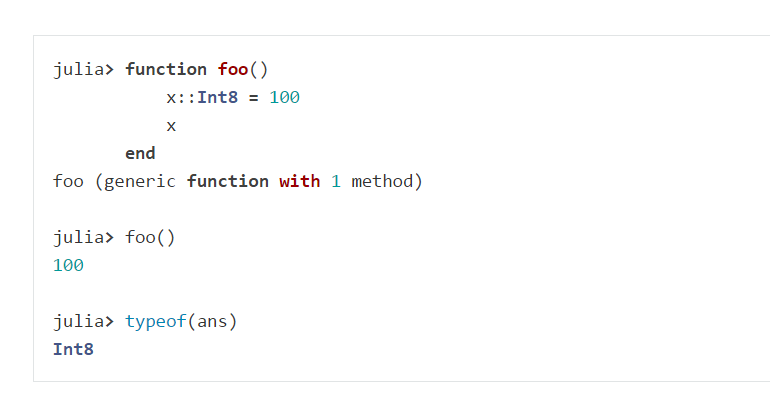 julia> function foo()
           x::Int8 = 100
           x
       end
foo (generic function with 1 method)

julia> foo()
100

julia> typeof(ans)
Int8